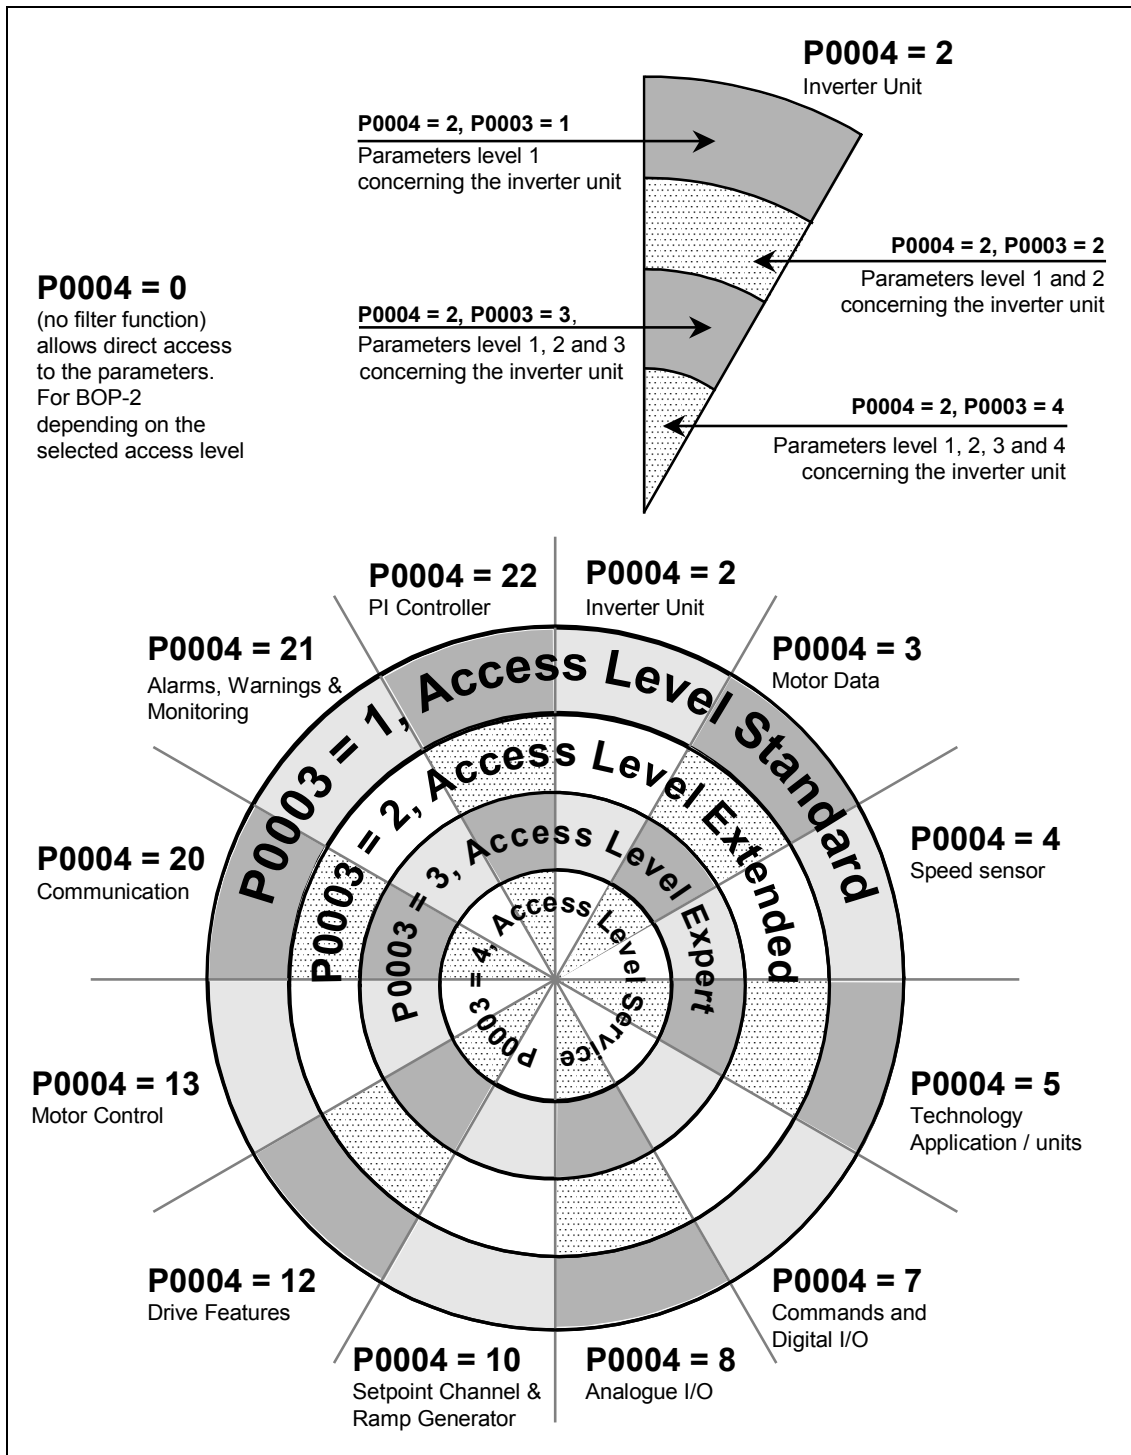 P0004 = 2
Inverter Unit
P0004 = 2, P0003 = 1
Parameters level 1
concerning the inverter unit
P0004 = 2, P0003 = 2
Parameters level 1 and 2
concerning the inverter unit
P0004 = 0
(no filter function)
allows direct access
to the parameters.
For BOP-2
depending on the
selected access level
P0004 = 2, P0003 = 3,
Parameters level 1, 2 and 3
concerning the inverter unit
P0004 = 2, P0003 = 4
Parameters level 1, 2, 3 and 4
concerning the inverter unit
P0004 = 22
PI Controller
P0004 = 2
Inverter Unit
P0004 = 21
Alarms, Warnings &
Monitoring
P0004 = 3
Motor Data
P0003 = 1, Access Level Standard
P0003 = 2, Access Level Extended
P0003 = 3, Access Level Expert
P0003 = 4, Access Level Service
P0004 = 20
Communication
P0004 = 4
Speed sensor
P0004 = 13
Motor Control
P0004 = 5
Technology
Application / units
P0004 = 12
Drive Features
P0004 = 7
Commands and
Digital I/O
P0004 = 10
Setpoint Channel &
Ramp Generator
P0004 = 8
Analogue I/O